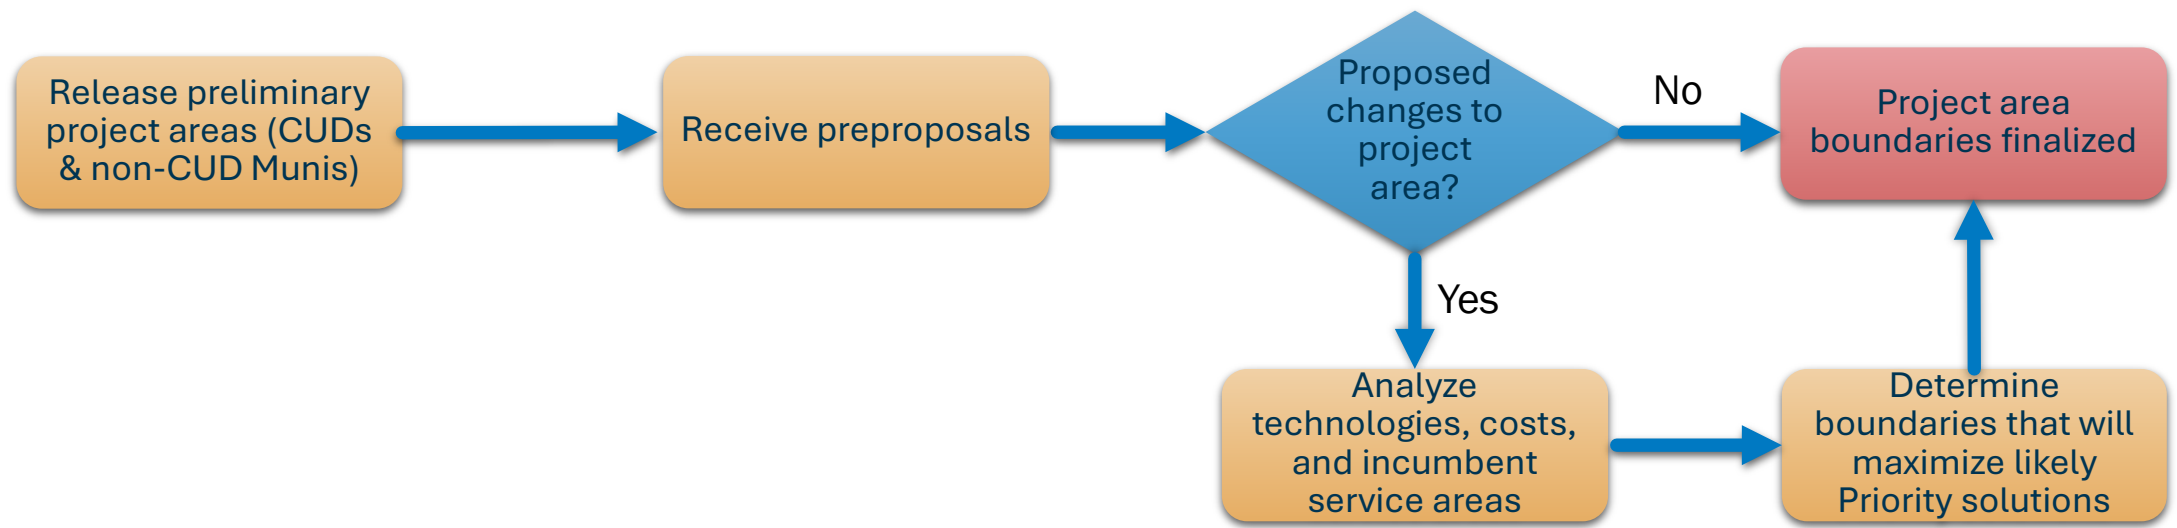 Release preliminary
project areas (CUDs
& non-CUD Munis)
Receive preproposals
Proposed
changes to
project
area?
No
Project area
boundaries finalized
Yes
Analyze
technologies, costs,
and incumbent
service areas
Determine
boundaries that will
maximize likely
Priority solutions